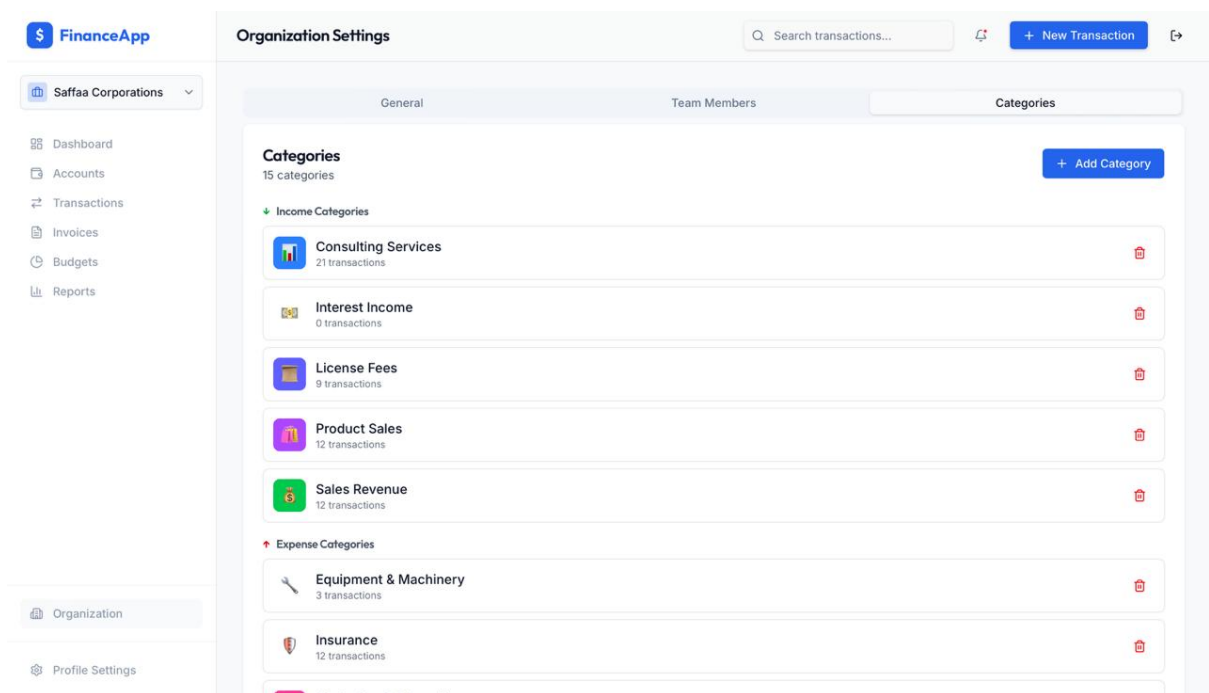 $ FinanceApp
Organization Settings
Search transactions...
+ New Transaction
Saffaa Corporations
Dashboard
Accounts
Transactions
Invoices
Budgets
Reports
Organization
Profile Settings
General
Team Members
Categories
Categories
15 categories
+ Add Category
Income Categories
Consulting Services
21 transactions
Interest Income
0 transactions
License Fees
9 transactions
Product Sales
12 transactions
Sales Revenue
12 transactions
Expense Categories
Equipment & Machinery
3 transactions
Insurance
12 transactions